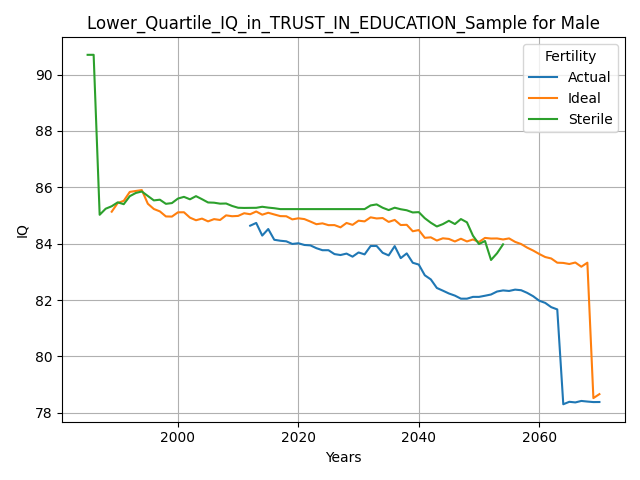 Lower_Quartile_IQ_in_TRUST_IN_EDUCATION_Sample for Male
Fertility
Actual
Ideal
Sterile
IQ
90
88
86
84
82
80
78
2000
2020
2040
2060
Years